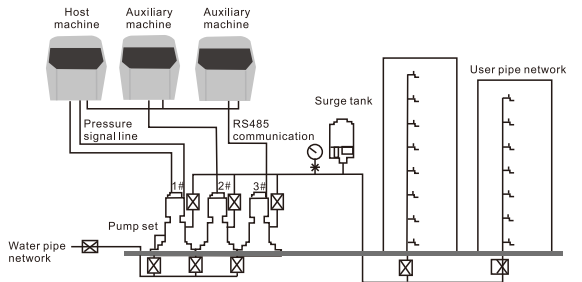 Host
machine
Auxiliary
machine
Auxiliary
machine
User pipe network
Surge tank
Pressure
signal line
RS485
communication
1#
2#
3#
Pump set
Water pipe
network